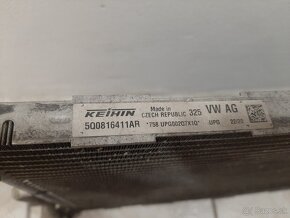 KEIHIN
Made in
CZECH REPUBLIC 325 VW AG
5Q0816411AR
UPG